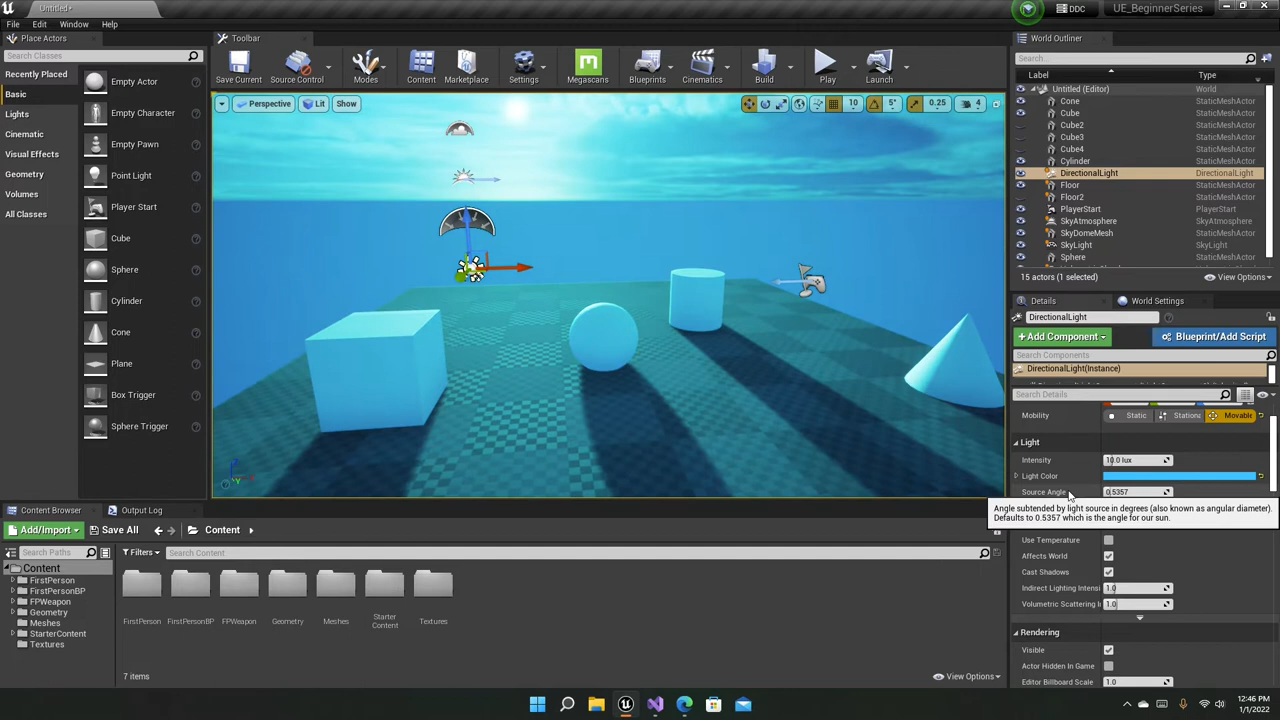 Untitled*
DDC
UE_BeginnerSeries
File
Edit
Window
Help
Place Actors
Toolbar
World Outliner
Search Classes
Recently Placed
Basic
Lights
Cinematic
Visual Effects
Geometry
Volumes
All Classes
Empty Actor
Empty Character
Empty Pawn
Point Light
Player Start
Cube
Sphere
Cylinder
Cone
Plane
Box Trigger
Sphere Trigger
Save Current
Source Control
Modes
Content
Marketplace
Settings
Megascans
Blueprints
Cinematics
Build
Play
Launch
Perspective
Lit
Show
10
5°
0.25
4
Search...
Label
Type
Untitled (Editor)
World
Cone
StaticMeshActor
Cube
StaticMeshActor
Cube2
StaticMeshActor
Cube3
StaticMeshActor
Cube4
StaticMeshActor
Cylinder
StaticMeshActor
DirectionalLight
DirectionalLight
Floor
StaticMeshActor
Floor2
StaticMeshActor
PlayerStart
PlayerStart
SkyAtmosphere
SkyAtmosphere
SkyDomeMesh
StaticMeshActor
SkyLight
SkyLight
Sphere
StaticMeshActor
15 actors (1 selected)
View Options
Details
World Settings
DirectionalLight
Add Component
Blueprint/Add Script
Search Components
DirectionalLight(Instance)
Search Details
Mobility
Static
Stationa
Movable
Light
Intensity
10.0 lux
Light Color
Source Angle
0.5357
Angle subtended by light source in degrees (also known as angular diameter).
Defaults to 0.5357 which is the angle for our sun.
Use Temperature
Affects World
Cast Shadows
Indirect Lighting Intensi
1.0
Volumetric Scattering I
1.0
Rendering
Visible
Actor Hidden In Game
Editor Billboard Scale
1.0
Content Browser
Output Log
Add/Import
Save All
Content
Search Paths
Filters
Search Content
Content
FirstPerson
FirstPersonBP
FPWeapon
Geometry
Meshes
StarterContent
Textures
FirstPerson
FirstPersonBP
FPWeapon
Geometry
Meshes
Starter
Content
Textures
7 items
View Options
12:46 PM
1/1/2022